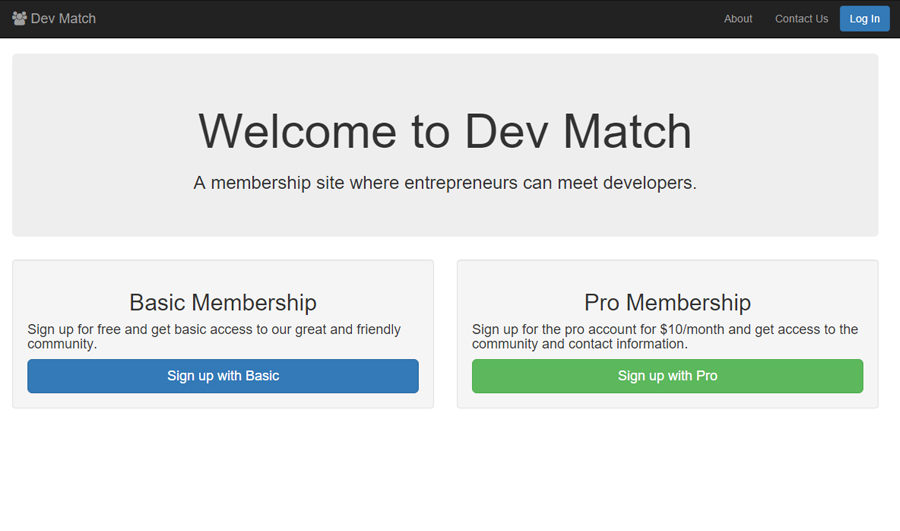 Dev Match
About
Contact Us
Log In
Welcome to Dev Match
A membership site where entrepreneurs can meet developers.
Basic Membership
Sign up for free and get basic access to our great and friendly
community.
Sign up with Basic
Pro Membership
Sign up for the pro account for $10/month and get access to the
community and contact information.
Sign up with Pro